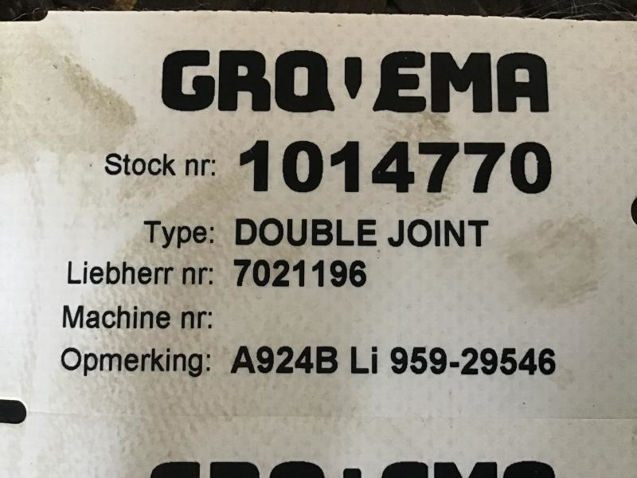 GRO'EMA
Stock nr: 1014770
Type: DOUBLE JOINT
Liebherr nr: 7021196
Machine nr:
Opmerking: A924B Li 959-29546